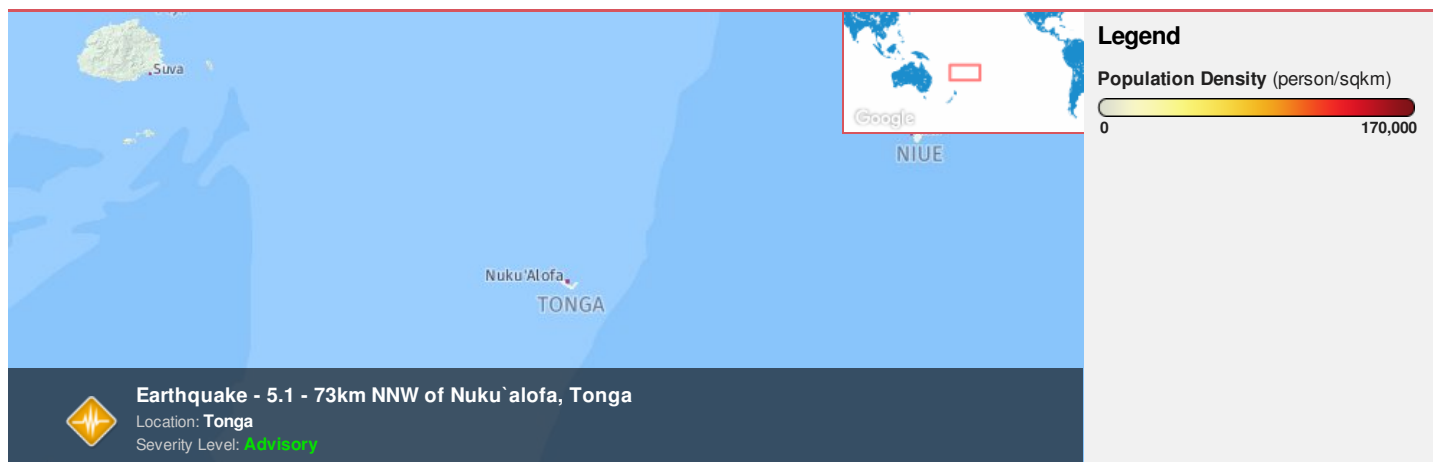 Suva
Google
NIUE
Nuku'Alofa
TONGA
Earthquake - 5.1 - 73km NNW of Nuku`alofa, Tonga
Location: Tonga
Severity Level: Advisory
Legend
Population Density (person/sqkm)
0 170,000